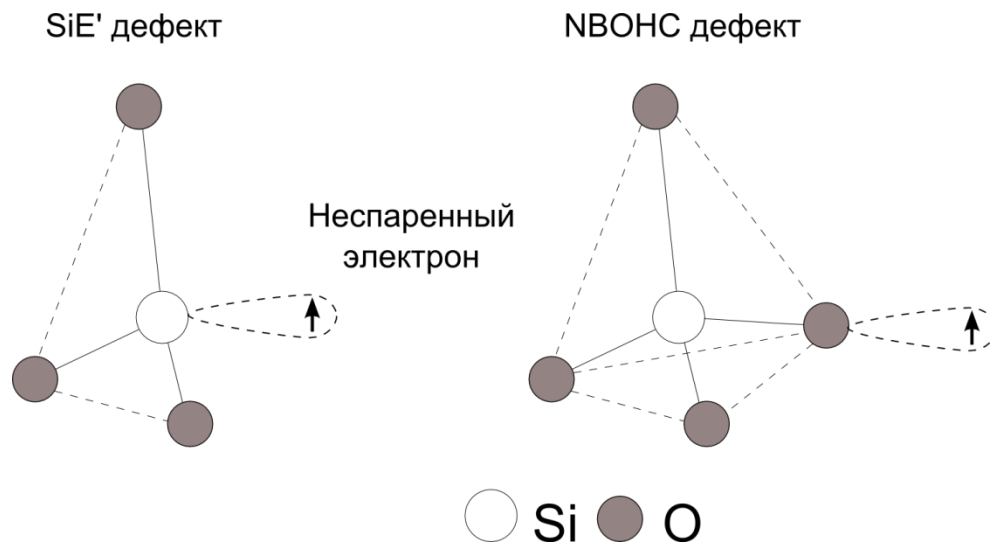 SiE' дефект
NBOHC дефект
Неспаренный
электрон
Si
O